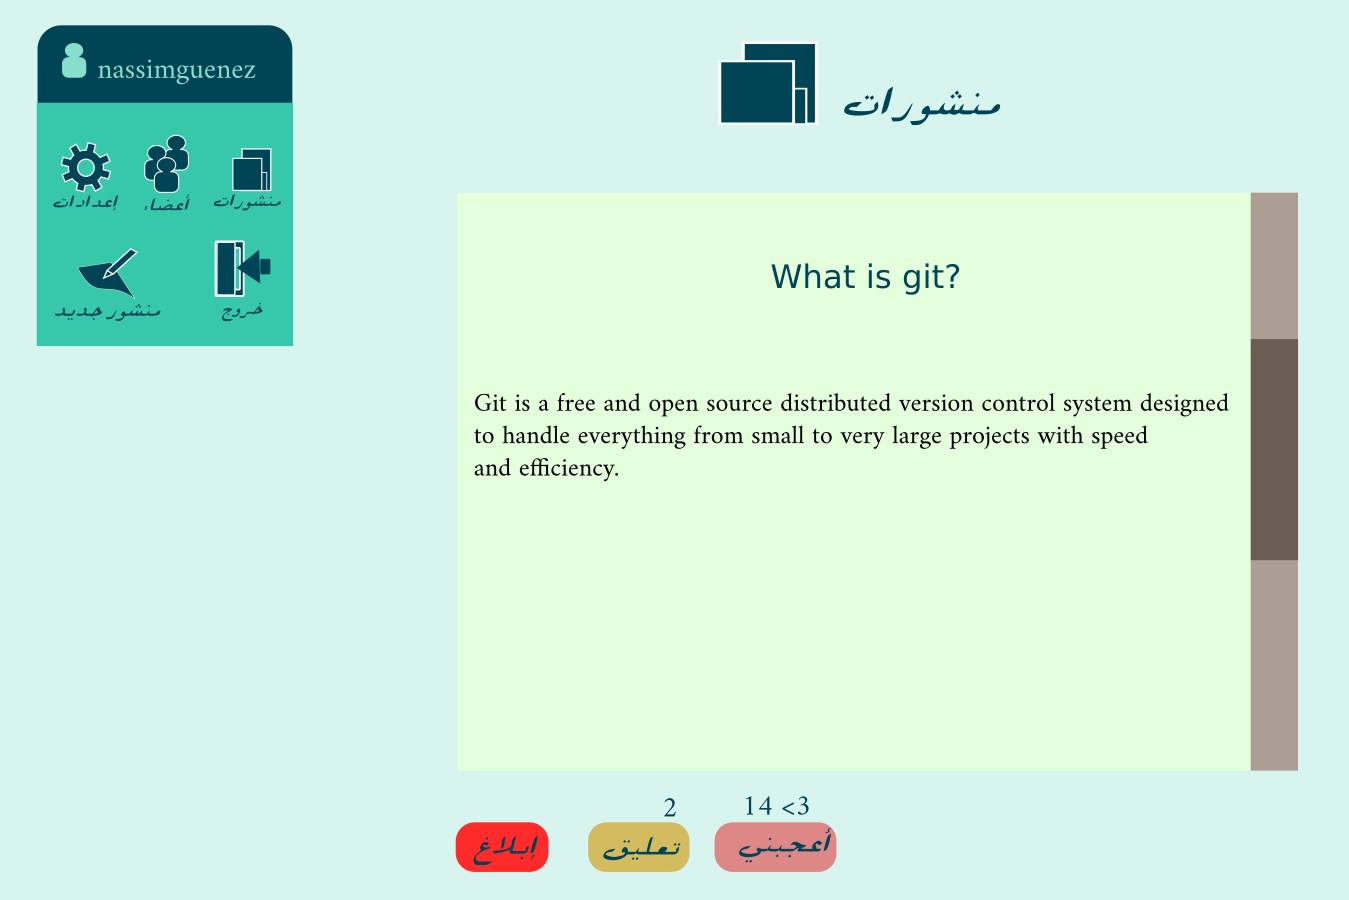 nassimguenez
منشورات
أعضاء
إعدادات
خروج
منشور جديد
منشورات
What is git?
Git is a free and open source distributed version control system designed
to handle everything from small to very large projects with speed
and efficiency.
14 <3
2
أعجبني
تعليق
إبلاغ